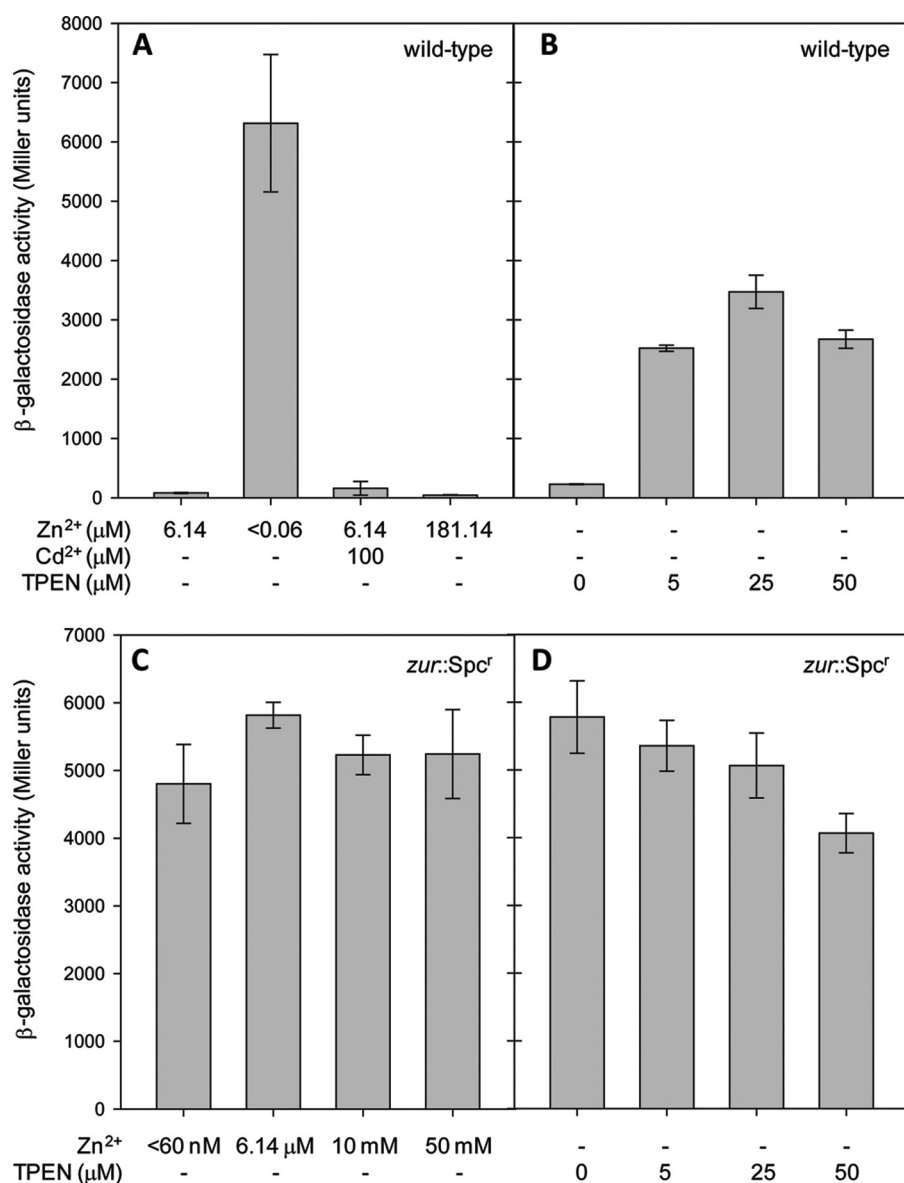 A wild-type B wild-type
β-galactosidase activity (Miller units)
8000
7000
6000
5000
4000
3000
2000
1000
0
Zn²⁺ (μM) 6.14 <0.06 6.14 181.14 - - - -
Cd²⁺ (μM) - - 100 - - - - -
TPEN (μM) - - - - 0 5 25 50
C zur::Spcʳ D zur::Spcʳ
β-galactosidase activity (Miller units)
7000
6000
5000
4000
3000
2000
1000
0
Zn²⁺ <60 nM 6.14 μM 10 mM 50 mM - - - -
TPEN (μM) - - - - 0 5 25 50